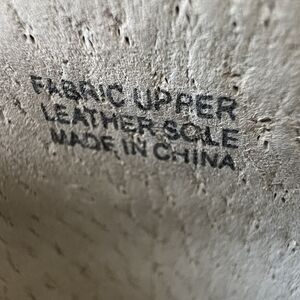 FABRIC UPPER
LEATHER SOLE
MADE IN CHINA